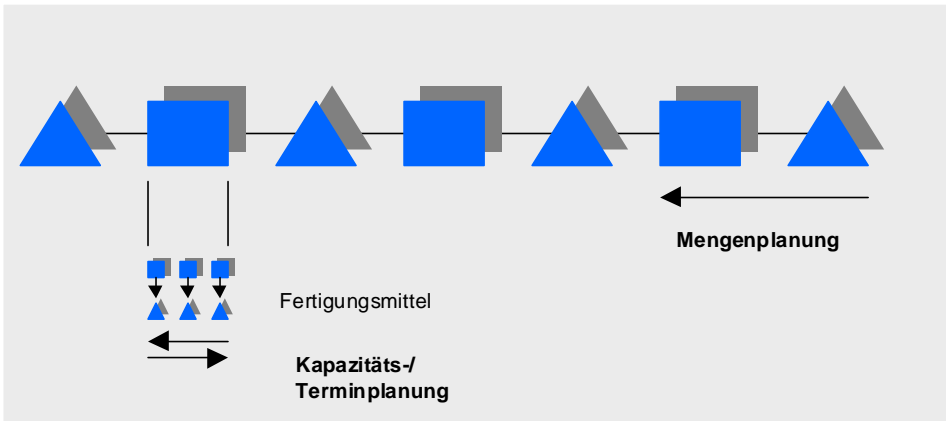 Mengenplanung
Fertigungsmittel
Kapazitäts-/
Terminplanung